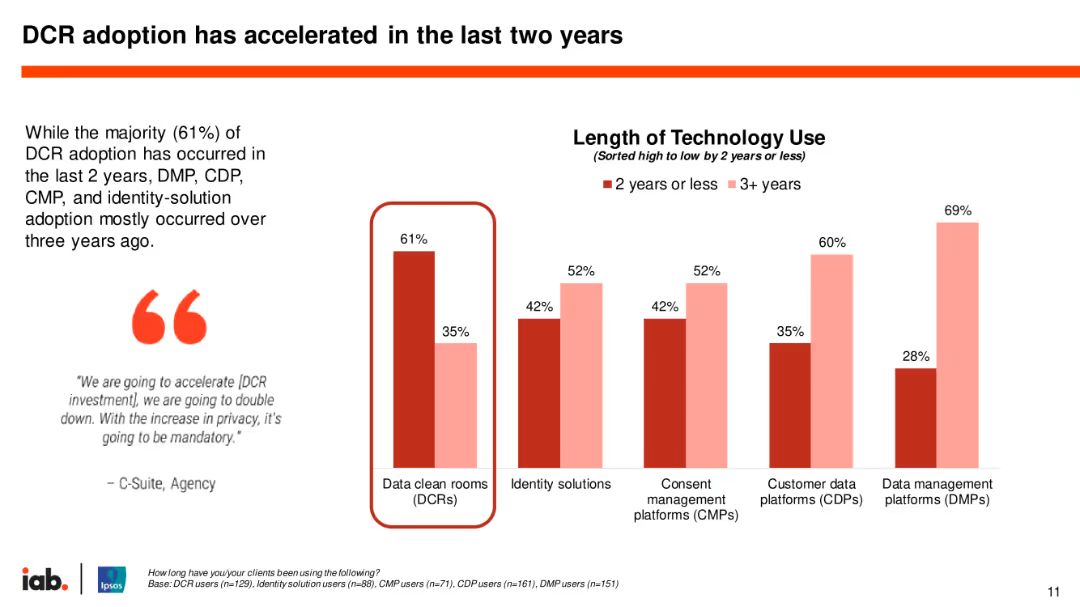 DCR adoption has accelerated in the last two years
While the majority (61%) of
DCR adoption has occurred in
the last 2 years, DMP, CDP,
CMP, and identity-solution
adoption mostly occurred over
three years ago.
"We are going to accelerate [DCR
investment], we are going to double
down. With the increase in privacy, it's
going to be mandatory."
– C-Suite, Agency
Length of Technology Use
(Sorted high to low by 2 years or less)
2 years or less 3+ years
61% 35%
42% 52%
42% 52%
35% 60%
28% 69%
Data clean rooms
(DCRs)
Identity solutions
Consent
management
platforms (CMPs)
Customer data
platforms (CDPs)
Data management
platforms (DMPs)
iab.
Ipsos
How long have you/your clients been using the following?
Base: DCR users (n=129), Identity solution users (n=88), CMP users (n=71), CDP users (n=161), DMP users (n=151)
11